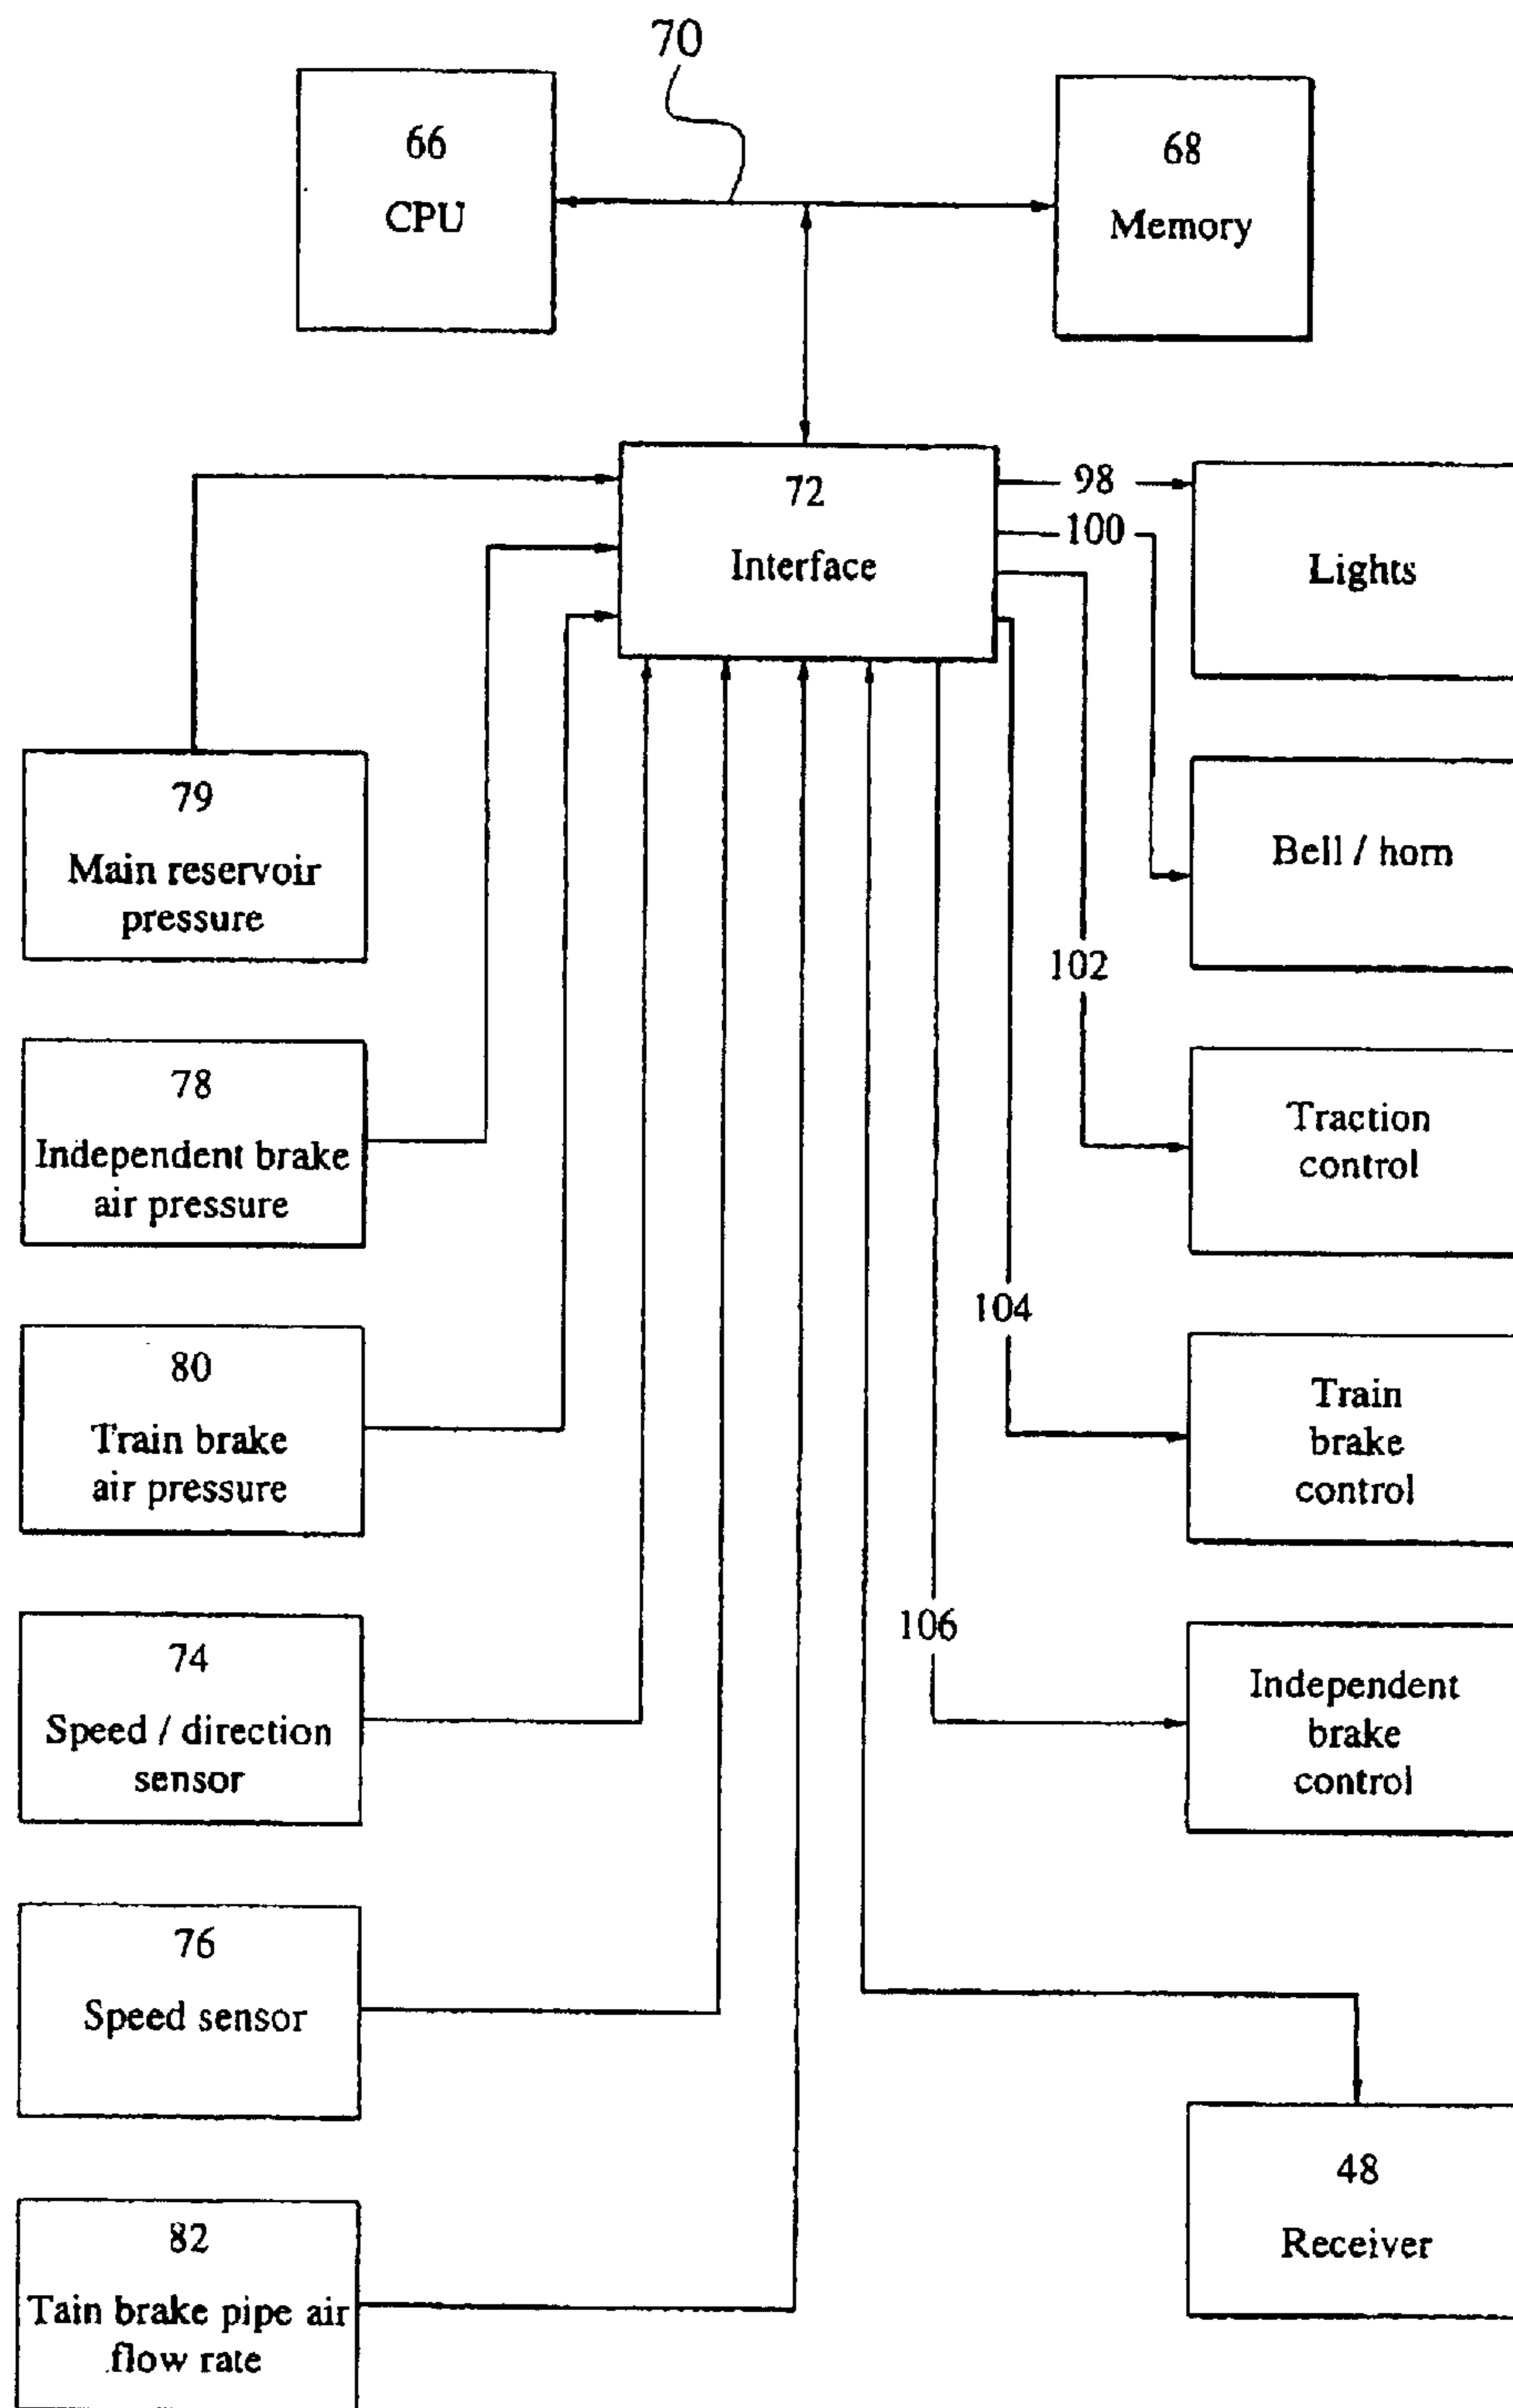 70
66
CPU
68
Memory
72
Interface
98
100
Lights
79
Main reservoir
pressure
Bell / horn
102
78
Independent brake
air pressure
Traction
control
104
80
Train brake
air pressure
Train
brake
control
106
74
Speed / direction
sensor
Independent
brake
control
76
Speed sensor
48
Receiver
82
Tain brake pipe air
flow rate